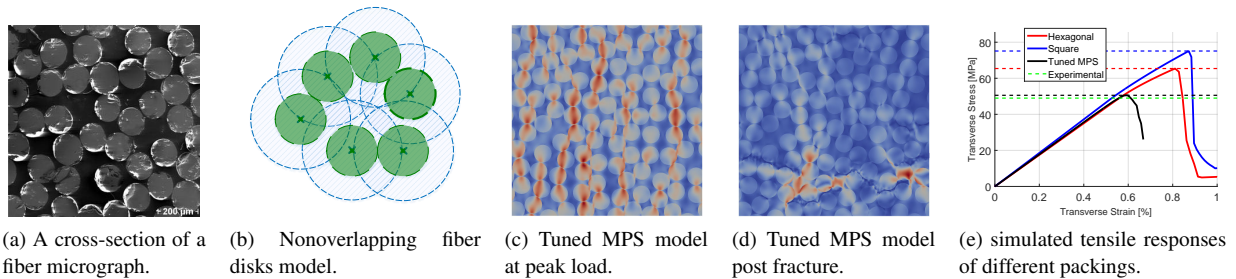 200 μm
Hexagonal
Square
Tuned MPS
Experimental
Transverse Stress [MPa]
80
60
40
20
0
0
0.2
0.4
0.6
0.8
1
Transverse Strain [%]
(a) A cross-section of a
fiber micrograph.
(b) Nonoverlapping fiber
disks model.
(c) Tuned MPS model
at peak load.
(d) Tuned MPS model
post fracture.
(e) simulated tensile responses
of different packings.